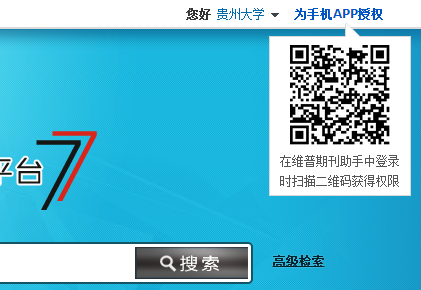 您好 贵州大学 为手机APP授权
在维普期刊助手中登录
时扫描二维码获得权限
平台 7
搜索 高级检索